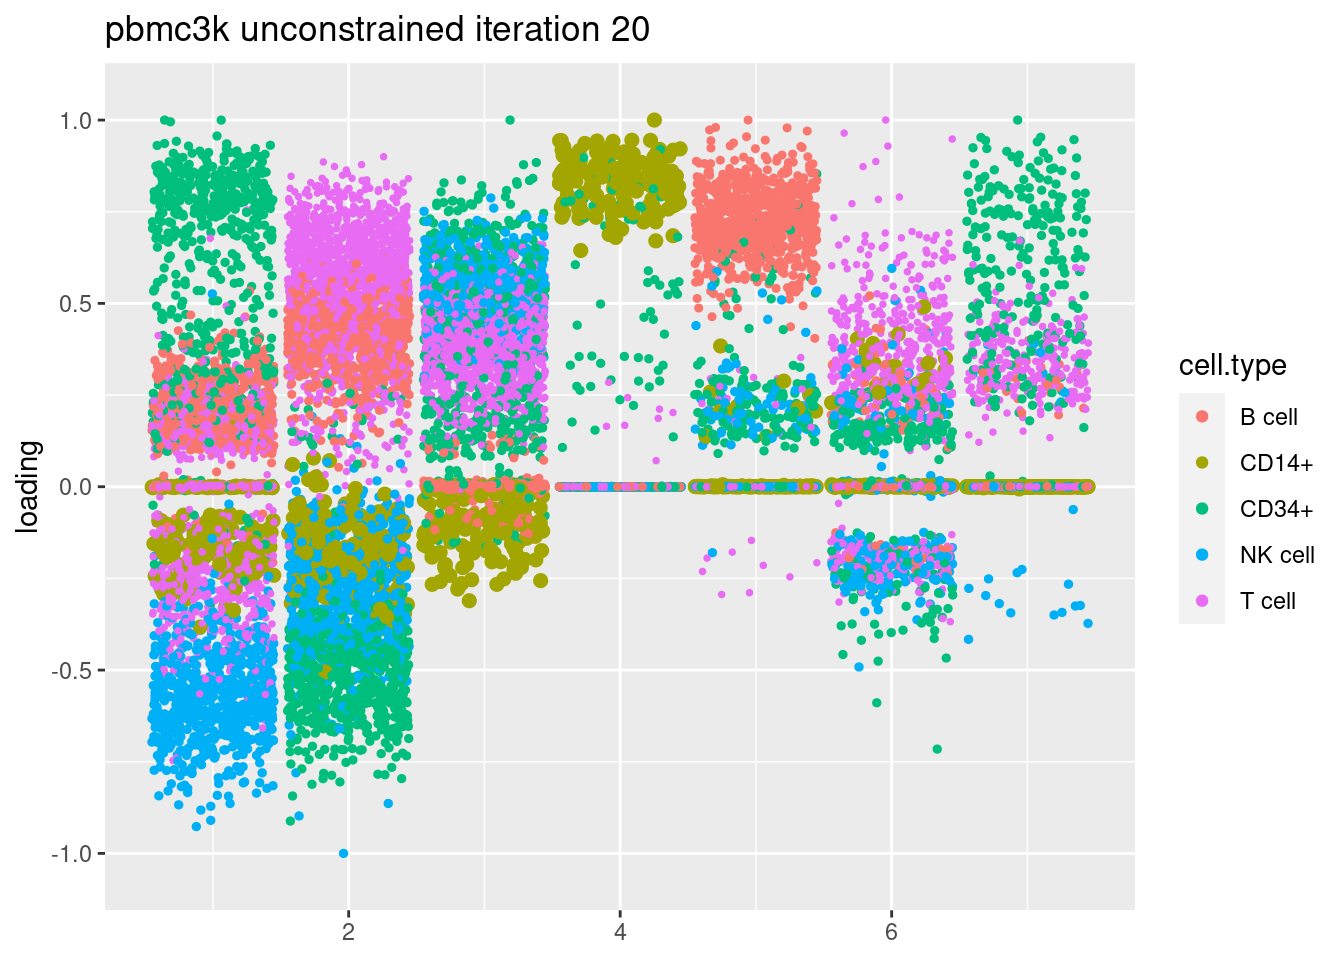 pbmc3k unconstrained iteration 20
loading
1.0
0.5
0.0
-0.5
-1.0
2 4 6
cell.type
B cell
CD14+
CD34+
NK cell
T cell